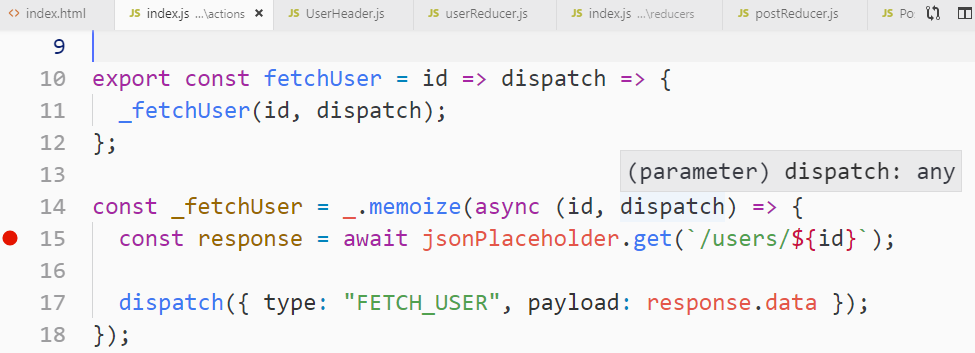 <> index.html JS index.js ...\actions × JS UserHeader.js JS userReducer.js JS index.js ...\reducers JS postReducer.js JS Po
9
10 export const fetchUser = id => dispatch => {
11 _fetchUser(id, dispatch);
12 };
13
(parameter) dispatch: any
14 const _fetchUser = _.memoize(async (id, dispatch) => {
15 const response = await jsonPlaceholder.get(`/users/${id}`);
16
17 dispatch({ type: "FETCH_USER", payload: response.data });
18 });